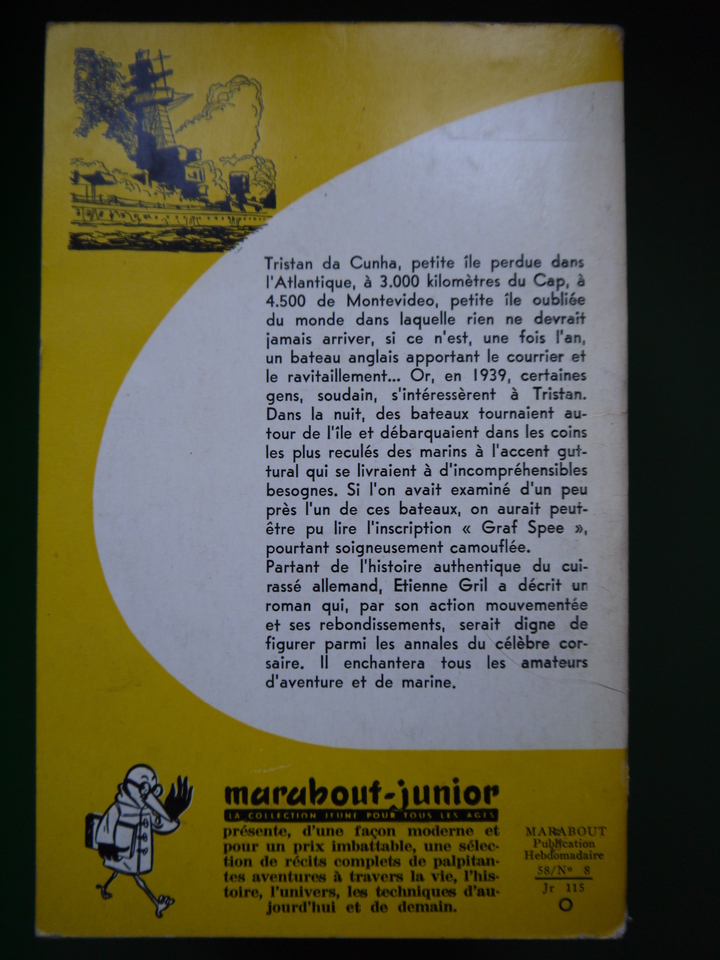 Tristan da Cunha, petite île perdue dans
l'Atlantique, à 3.000 kilomètres du Cap, à
4.500 de Montevideo, petite île oubliée
du monde dans laquelle rien ne devrait
jamais arriver, si ce n'est, une fois l'an,
un bateau anglais apportant le courrier et
le ravitaillement... Or, en 1939, certaines
gens, soudain, s'intéressèrent à Tristan.
Dans la nuit, des bateaux tournaient au-
tour de l'île et débarquaient dans les coins
les plus reculés des marins à l'accent gut-
tural qui se livraient à d'incompréhensibles
besognes. Si l'on avait examiné d'un peu
près l'un de ces bateaux, on aurait peut-
être pu lire l'inscription « Graf Spee »,
pourtant soigneusement camouflée.
Partant de l'histoire authentique du cui-
rassé allemand, Etienne Gril a décrit un
roman qui, par son action mouvementée
et ses rebondissements, serait digne de
figurer parmi les annales du célèbre cor-
saire. Il enchantera tous les amateurs
d'aventure et de marine.
marabout-junior
LA COLLECTION JEUNE POUR TOUS LES AGES
présente, d'une façon moderne et
pour un prix imbattable, une sélec-
tion de récits complets de palpitan-
tes aventures à travers la vie, l'his-
toire, l'univers, les techniques d'au-
jourd'hui et de demain.
MARABOUT
Publication
Hebdomadaire
58/N° 8
Jr 115